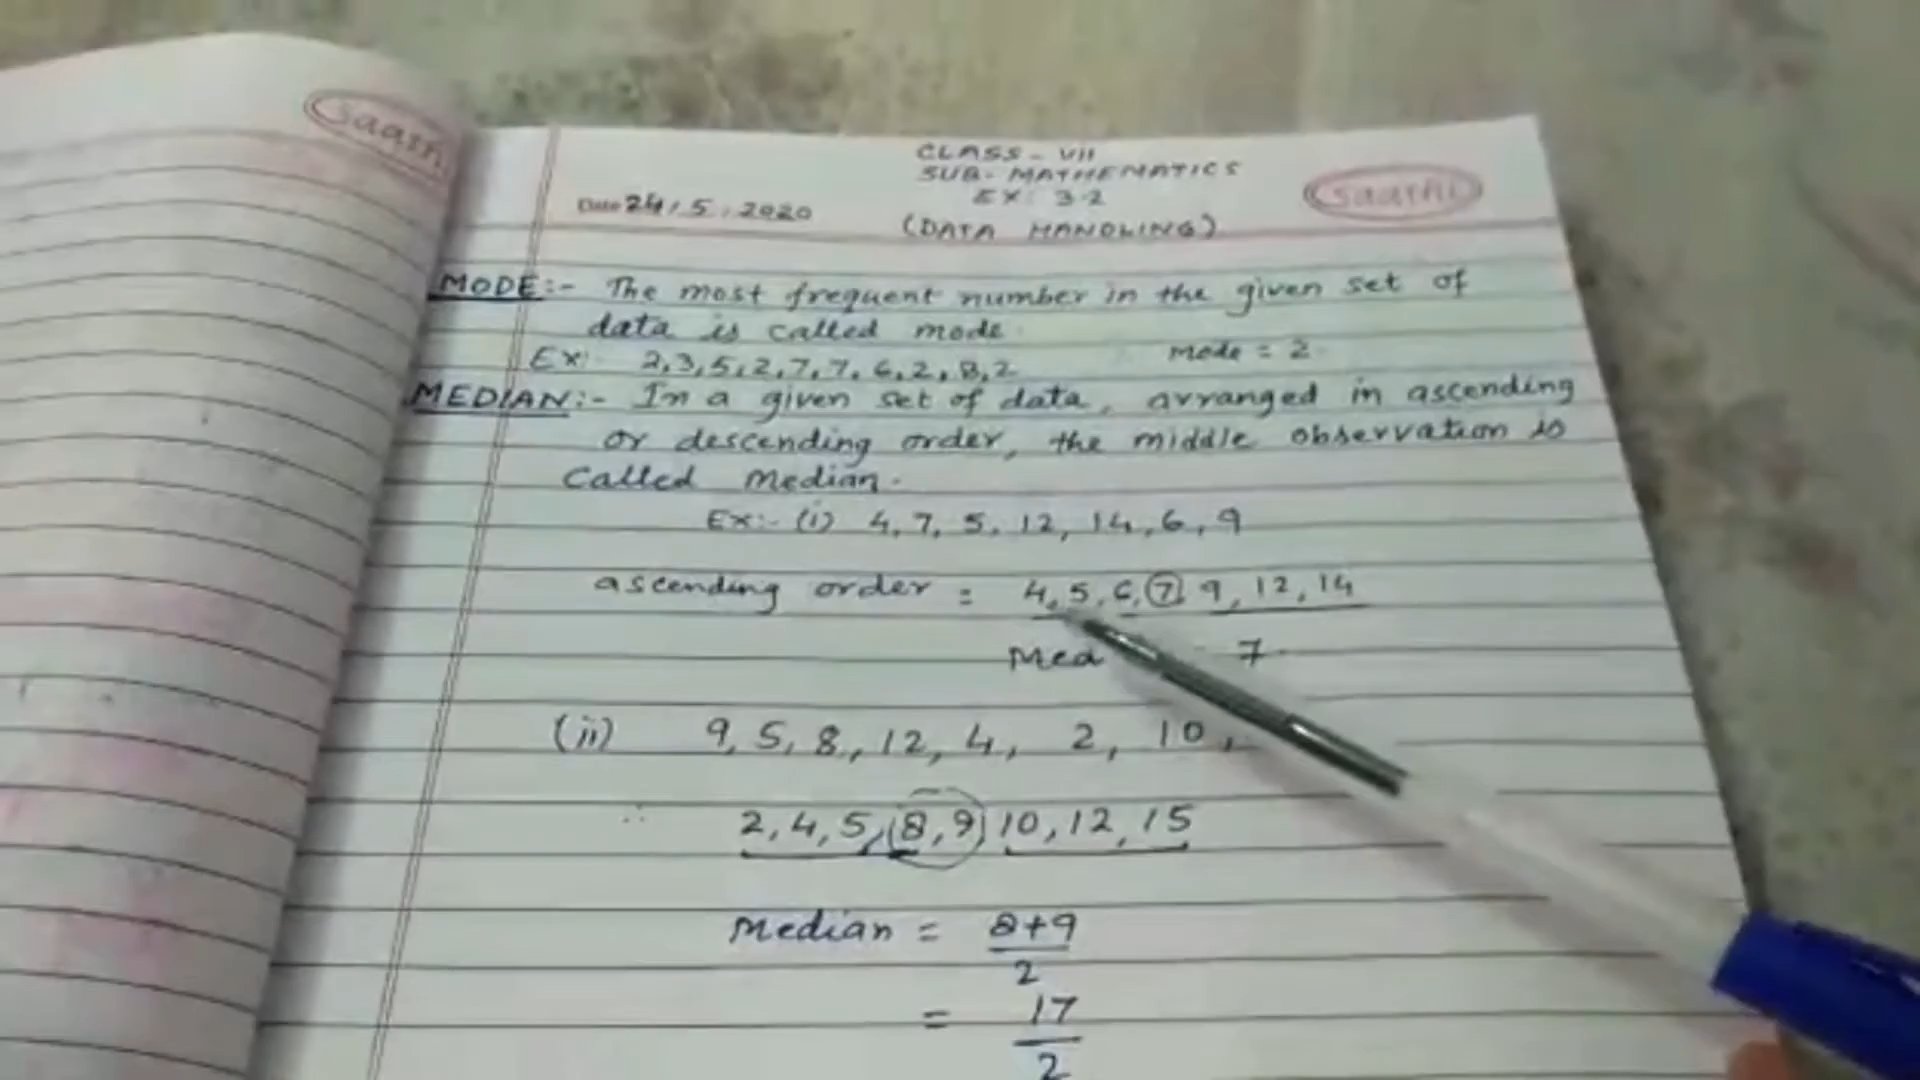 Saathi
CLASS - VII
SUB- MATHEMATICS
EX: 3.2
(DATA HANDLING)
Date 24, 5, 2020
Saathi
MODE:- The most frequent number in the given set of
data is called mode
Ex: 2,3,5,2,7,7,6,2,8,2 Mode = 2
MEDIAN:- In a given set of data, arranged in ascending
or descending order, the middle observation is
Called Median.
Ex:- (i) 4, 7, 5, 12, 14, 6, 9
ascending order = 4, 5, 6, 7, 9, 12, 14
Med 7
(ii) 9, 5, 8, 12, 4, 2, 10,
∴ 2, 4, 5, (8, 9) 10, 12, 15
Median = 8+9
2
= 17
2